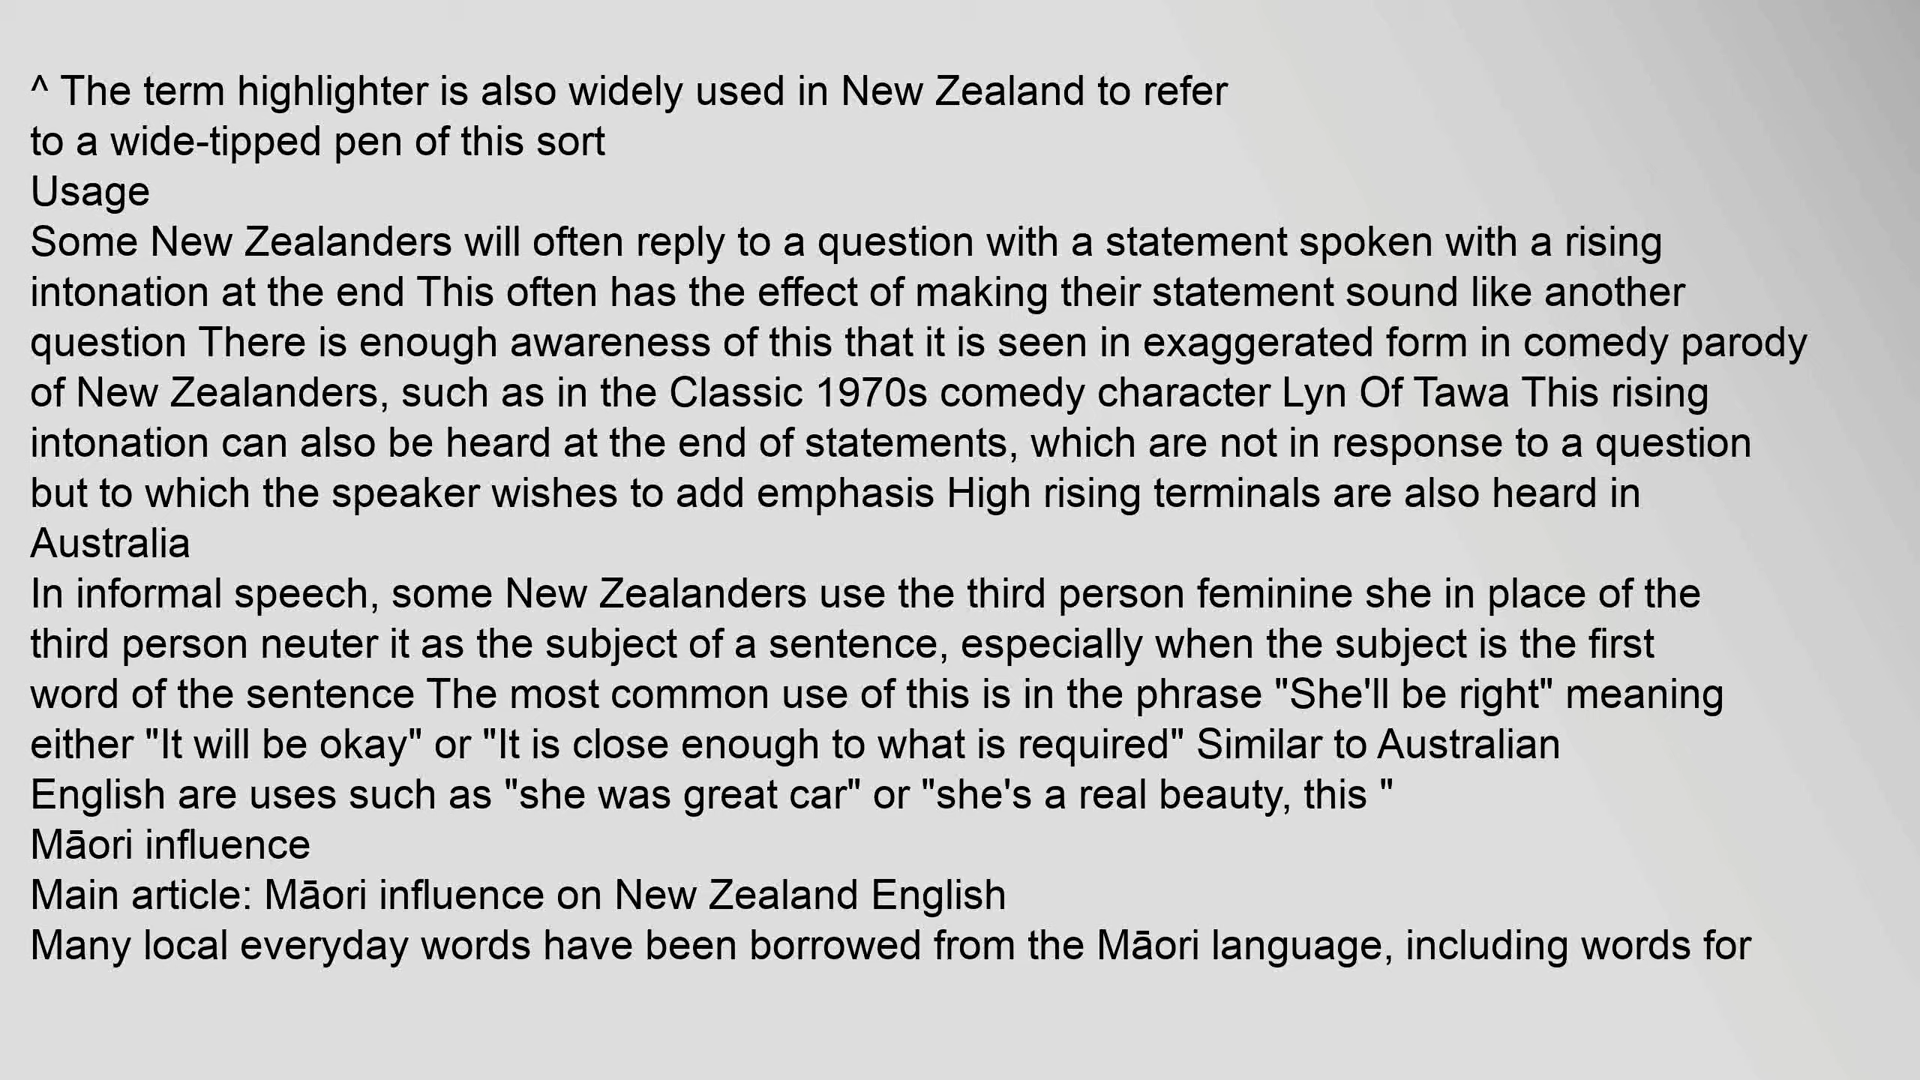 ^ The term highlighter is also widely used in New Zealand to refer
to a wide-tipped pen of this sort
Usage
Some New Zealanders will often reply to a question with a statement spoken with a rising
intonation at the end This often has the effect of making their statement sound like another
question There is enough awareness of this that it is seen in exaggerated form in comedy parody
of New Zealanders, such as in the Classic 1970s comedy character Lyn Of Tawa This rising
intonation can also be heard at the end of statements, which are not in response to a question
but to which the speaker wishes to add emphasis High rising terminals are also heard in
Australia
In informal speech, some New Zealanders use the third person feminine she in place of the
third person neuter it as the subject of a sentence, especially when the subject is the first
word of the sentence The most common use of this is in the phrase "She'll be right" meaning
either "It will be okay" or "It is close enough to what is required" Similar to Australian
English are uses such as "she was great car" or "she's a real beauty, this "
Māori influence
Main article: Māori influence on New Zealand English
Many local everyday words have been borrowed from the Māori language, including words for